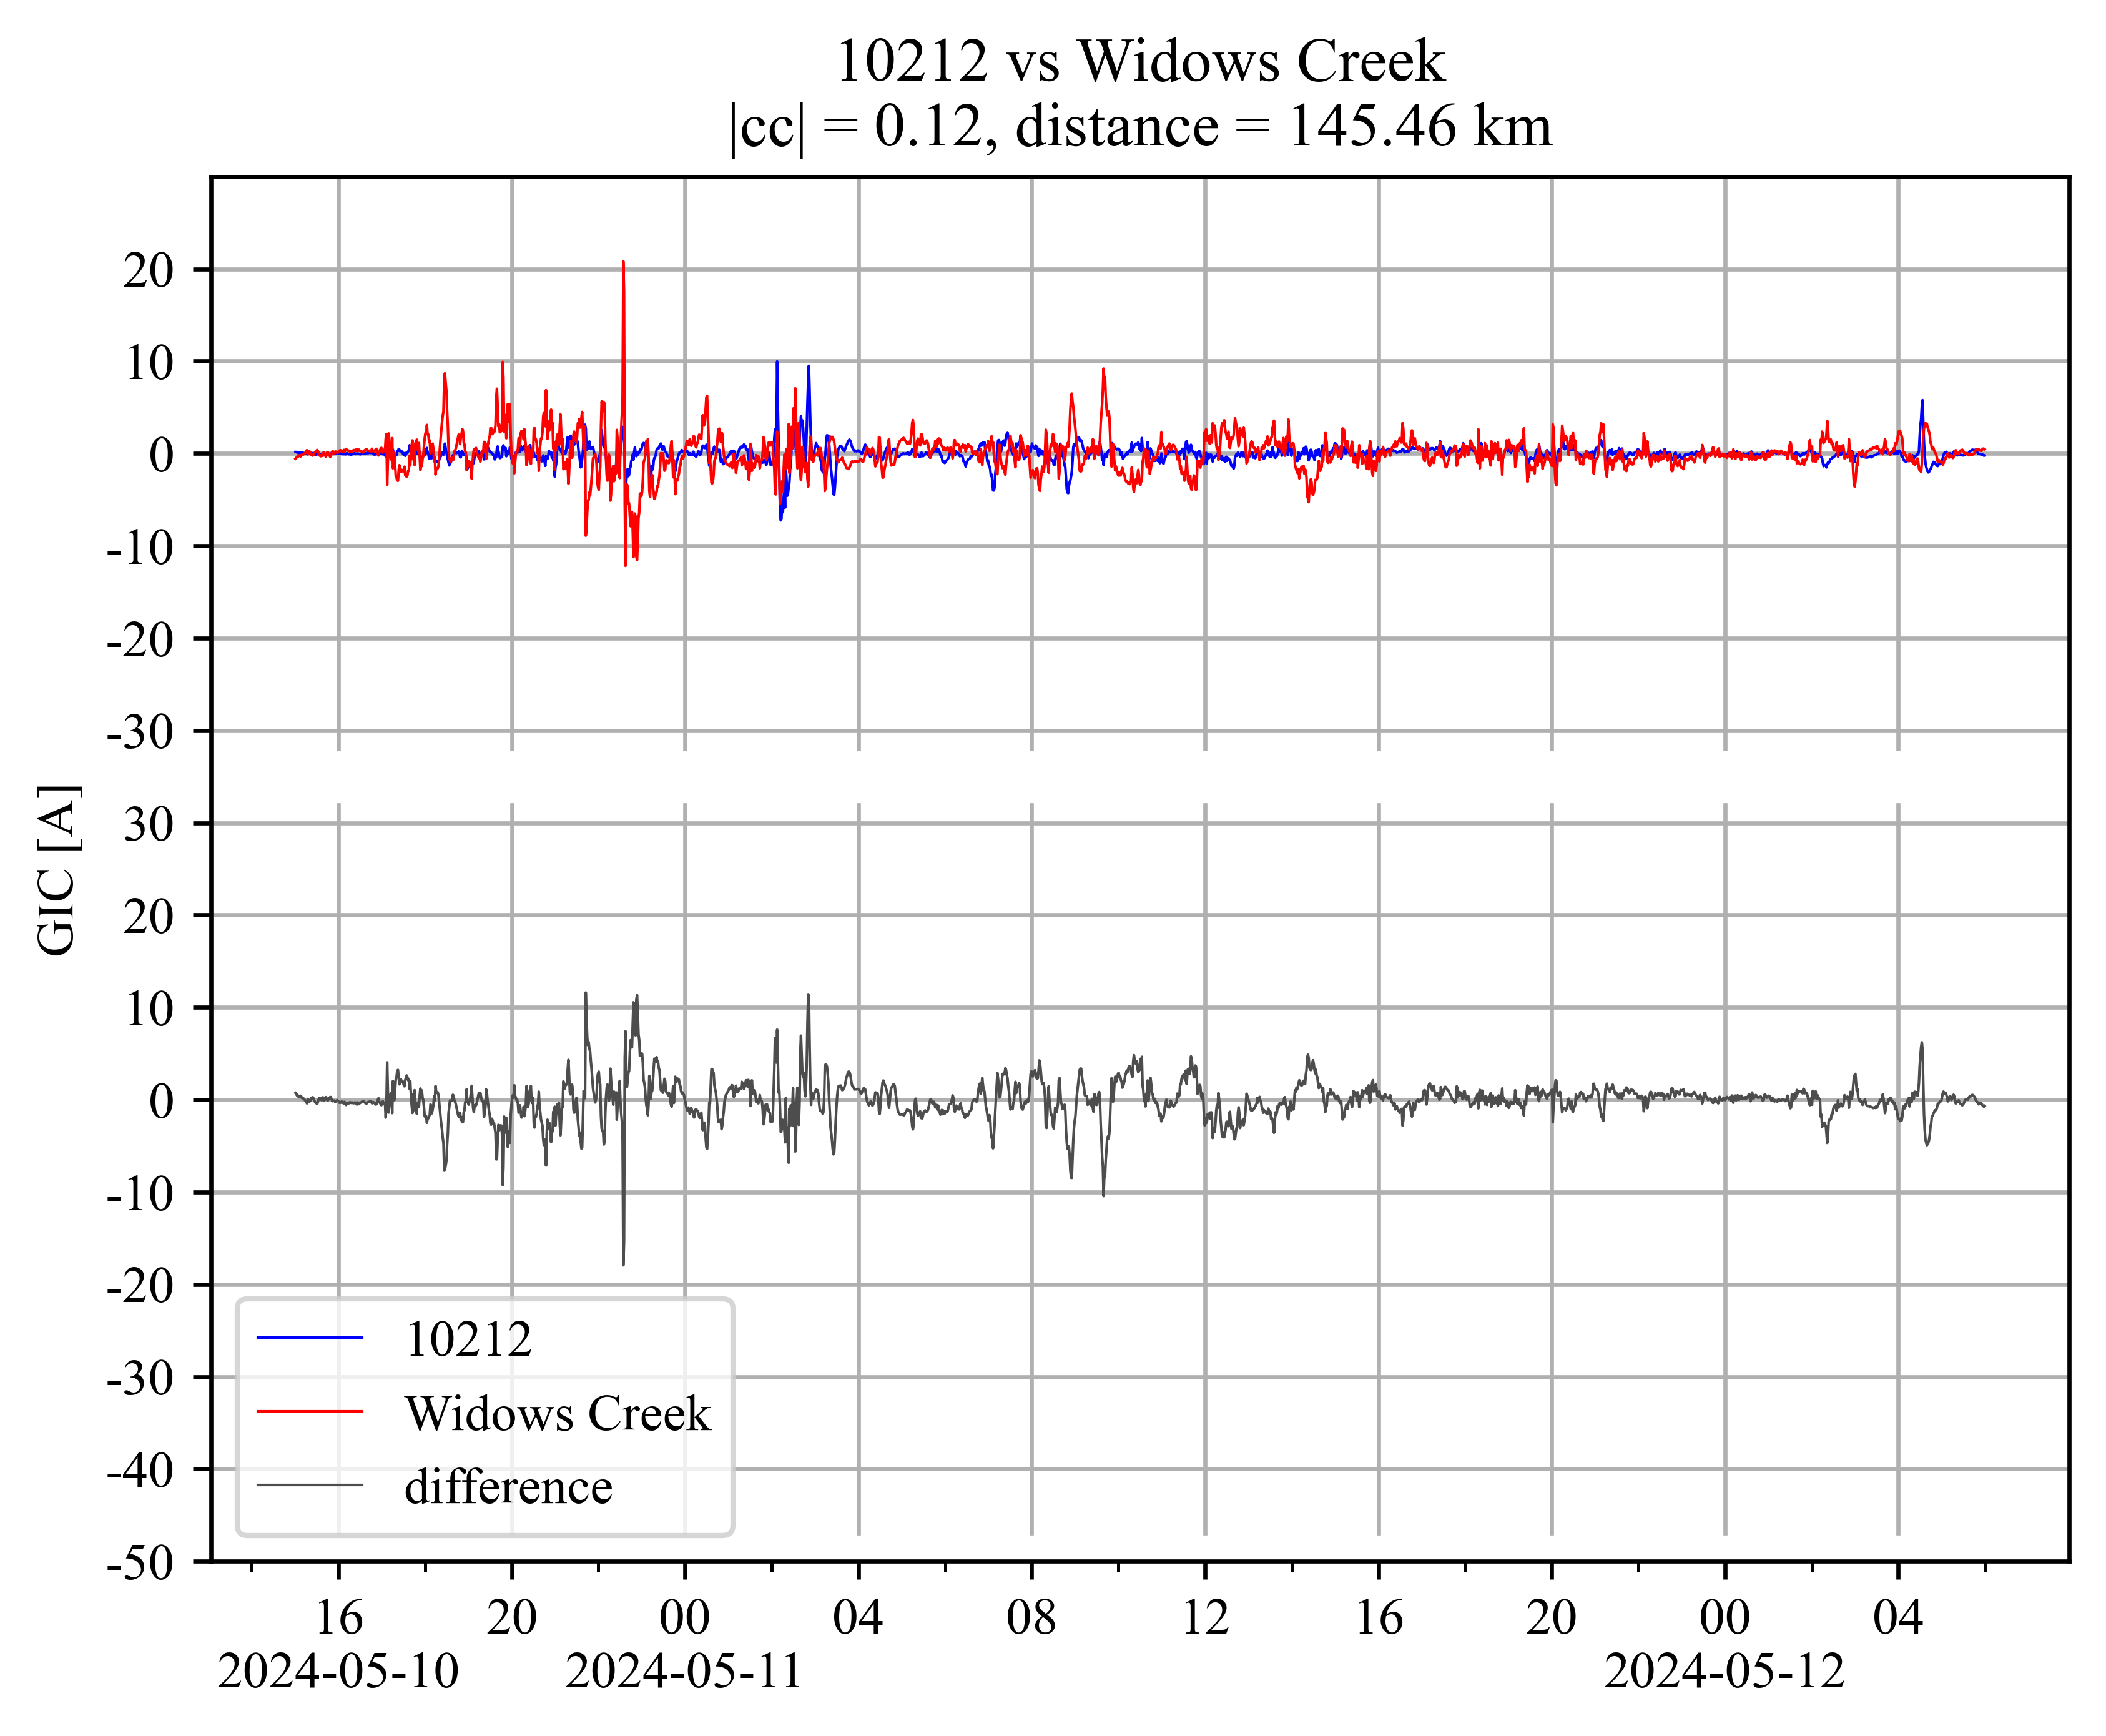 10212 vs Widows Creek
|cc| = 0.12, distance = 145.46 km
20
10
0
-10
-20
-30
30
20
10
0
-10
-20
-30
-40
-50
GIC [A]
10212
Widows Creek
difference
16 20 00 04 08 12 16 20 00 04
2024-05-10 2024-05-11 2024-05-12